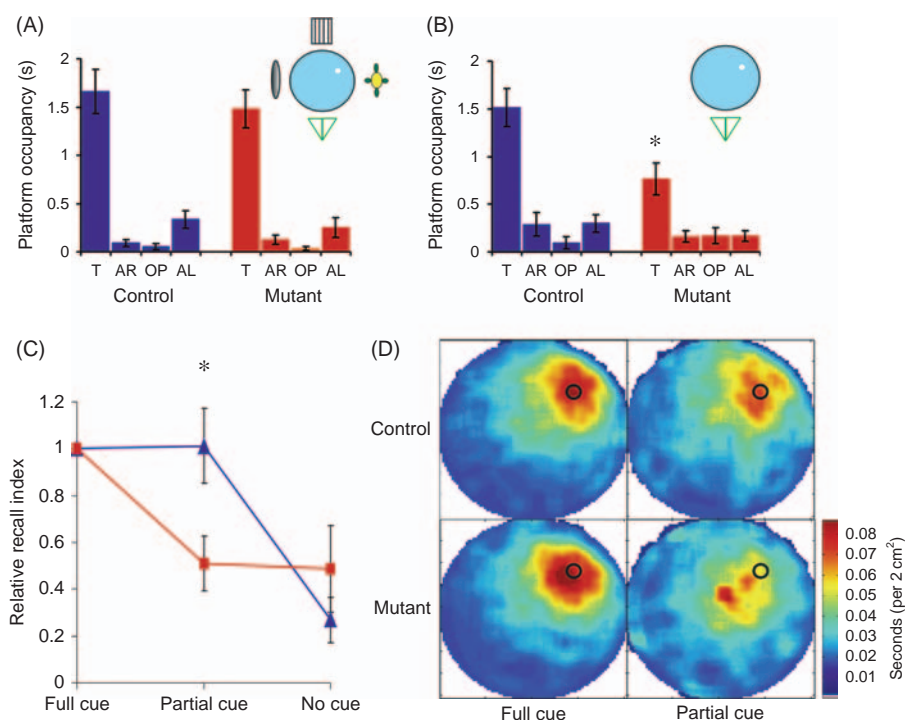 (A)
Platform occupancy (s)
2
1.5
1
0.5
0
T AR OP AL T AR OP AL
Control Mutant
(B)
Platform occupancy (s)
2
1.5
1
0.5
0
*
T AR OP AL T AR OP AL
Control Mutant
(C)
Relative recall index
*
1.2
1
0.8
0.6
0.4
0.2
0
Full cue Partial cue No cue
(D)
Control
Mutant
Full cue Partial cue
0.08
0.07
0.06
0.05
0.04
0.03
0.02
0.01
Seconds (per 2 cm²)